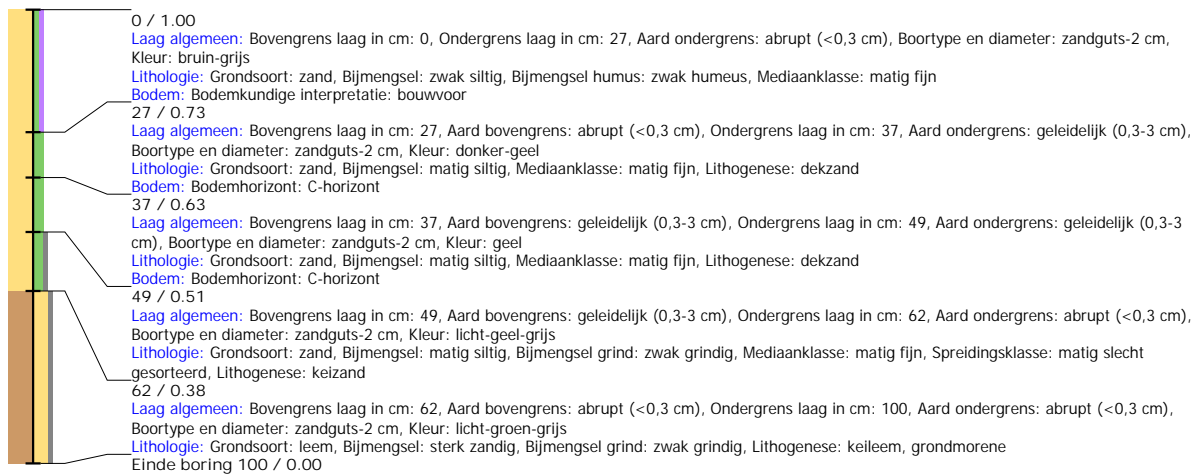 0 / 1.00
Laag algemeen: Bovengrens laag in cm: 0, Ondergrens laag in cm: 27, Aard ondergrens: abrupt (<0,3 cm), Boortype en diameter: zandguts-2 cm,
Kleur: bruin-grijs
Lithologie: Grondsoort: zand, Bijmengsel: zwak siltig, Bijmengsel humus: zwak humeus, Mediaanklasse: matig fijn
Bodem: Bodemkundige interpretatie: bouwvoor
27 / 0.73
Laag algemeen: Bovengrens laag in cm: 27, Aard bovengrens: abrupt (<0,3 cm), Ondergrens laag in cm: 37, Aard ondergrens: geleidelijk (0,3-3 cm),
Boortype en diameter: zandguts-2 cm, Kleur: donker-geel
Lithologie: Grondsoort: zand, Bijmengsel: matig siltig, Mediaanklasse: matig fijn, Lithogenese: dekzand
Bodem: Bodemhorizont: C-horizont
37 / 0.63
Laag algemeen: Bovengrens laag in cm: 37, Aard bovengrens: geleidelijk (0,3-3 cm), Ondergrens laag in cm: 49, Aard ondergrens: geleidelijk (0,3-3
cm), Boortype en diameter: zandguts-2 cm, Kleur: geel
Lithologie: Grondsoort: zand, Bijmengsel: matig siltig, Mediaanklasse: matig fijn, Lithogenese: dekzand
Bodem: Bodemhorizont: C-horizont
49 / 0.51
Laag algemeen: Bovengrens laag in cm: 49, Aard bovengrens: geleidelijk (0,3-3 cm), Ondergrens laag in cm: 62, Aard ondergrens: abrupt (<0,3 cm),
Boortype en diameter: zandguts-2 cm, Kleur: licht-geel-grijs
Lithologie: Grondsoort: zand, Bijmengsel: matig siltig, Bijmengsel grind: zwak grindig, Mediaanklasse: matig fijn, Spreidingsklasse: matig slecht
gesorteerd, Lithogenese: keizand
62 / 0.38
Laag algemeen: Bovengrens laag in cm: 62, Aard bovengrens: abrupt (<0,3 cm), Ondergrens laag in cm: 100, Aard ondergrens: abrupt (<0,3 cm),
Boortype en diameter: zandguts-2 cm, Kleur: licht-groen-grijs
Lithologie: Grondsoort: leem, Bijmengsel: sterk zandig, Bijmengsel grind: zwak grindig, Lithogenese: keileem, grondmorene
Einde boring 100 / 0.00